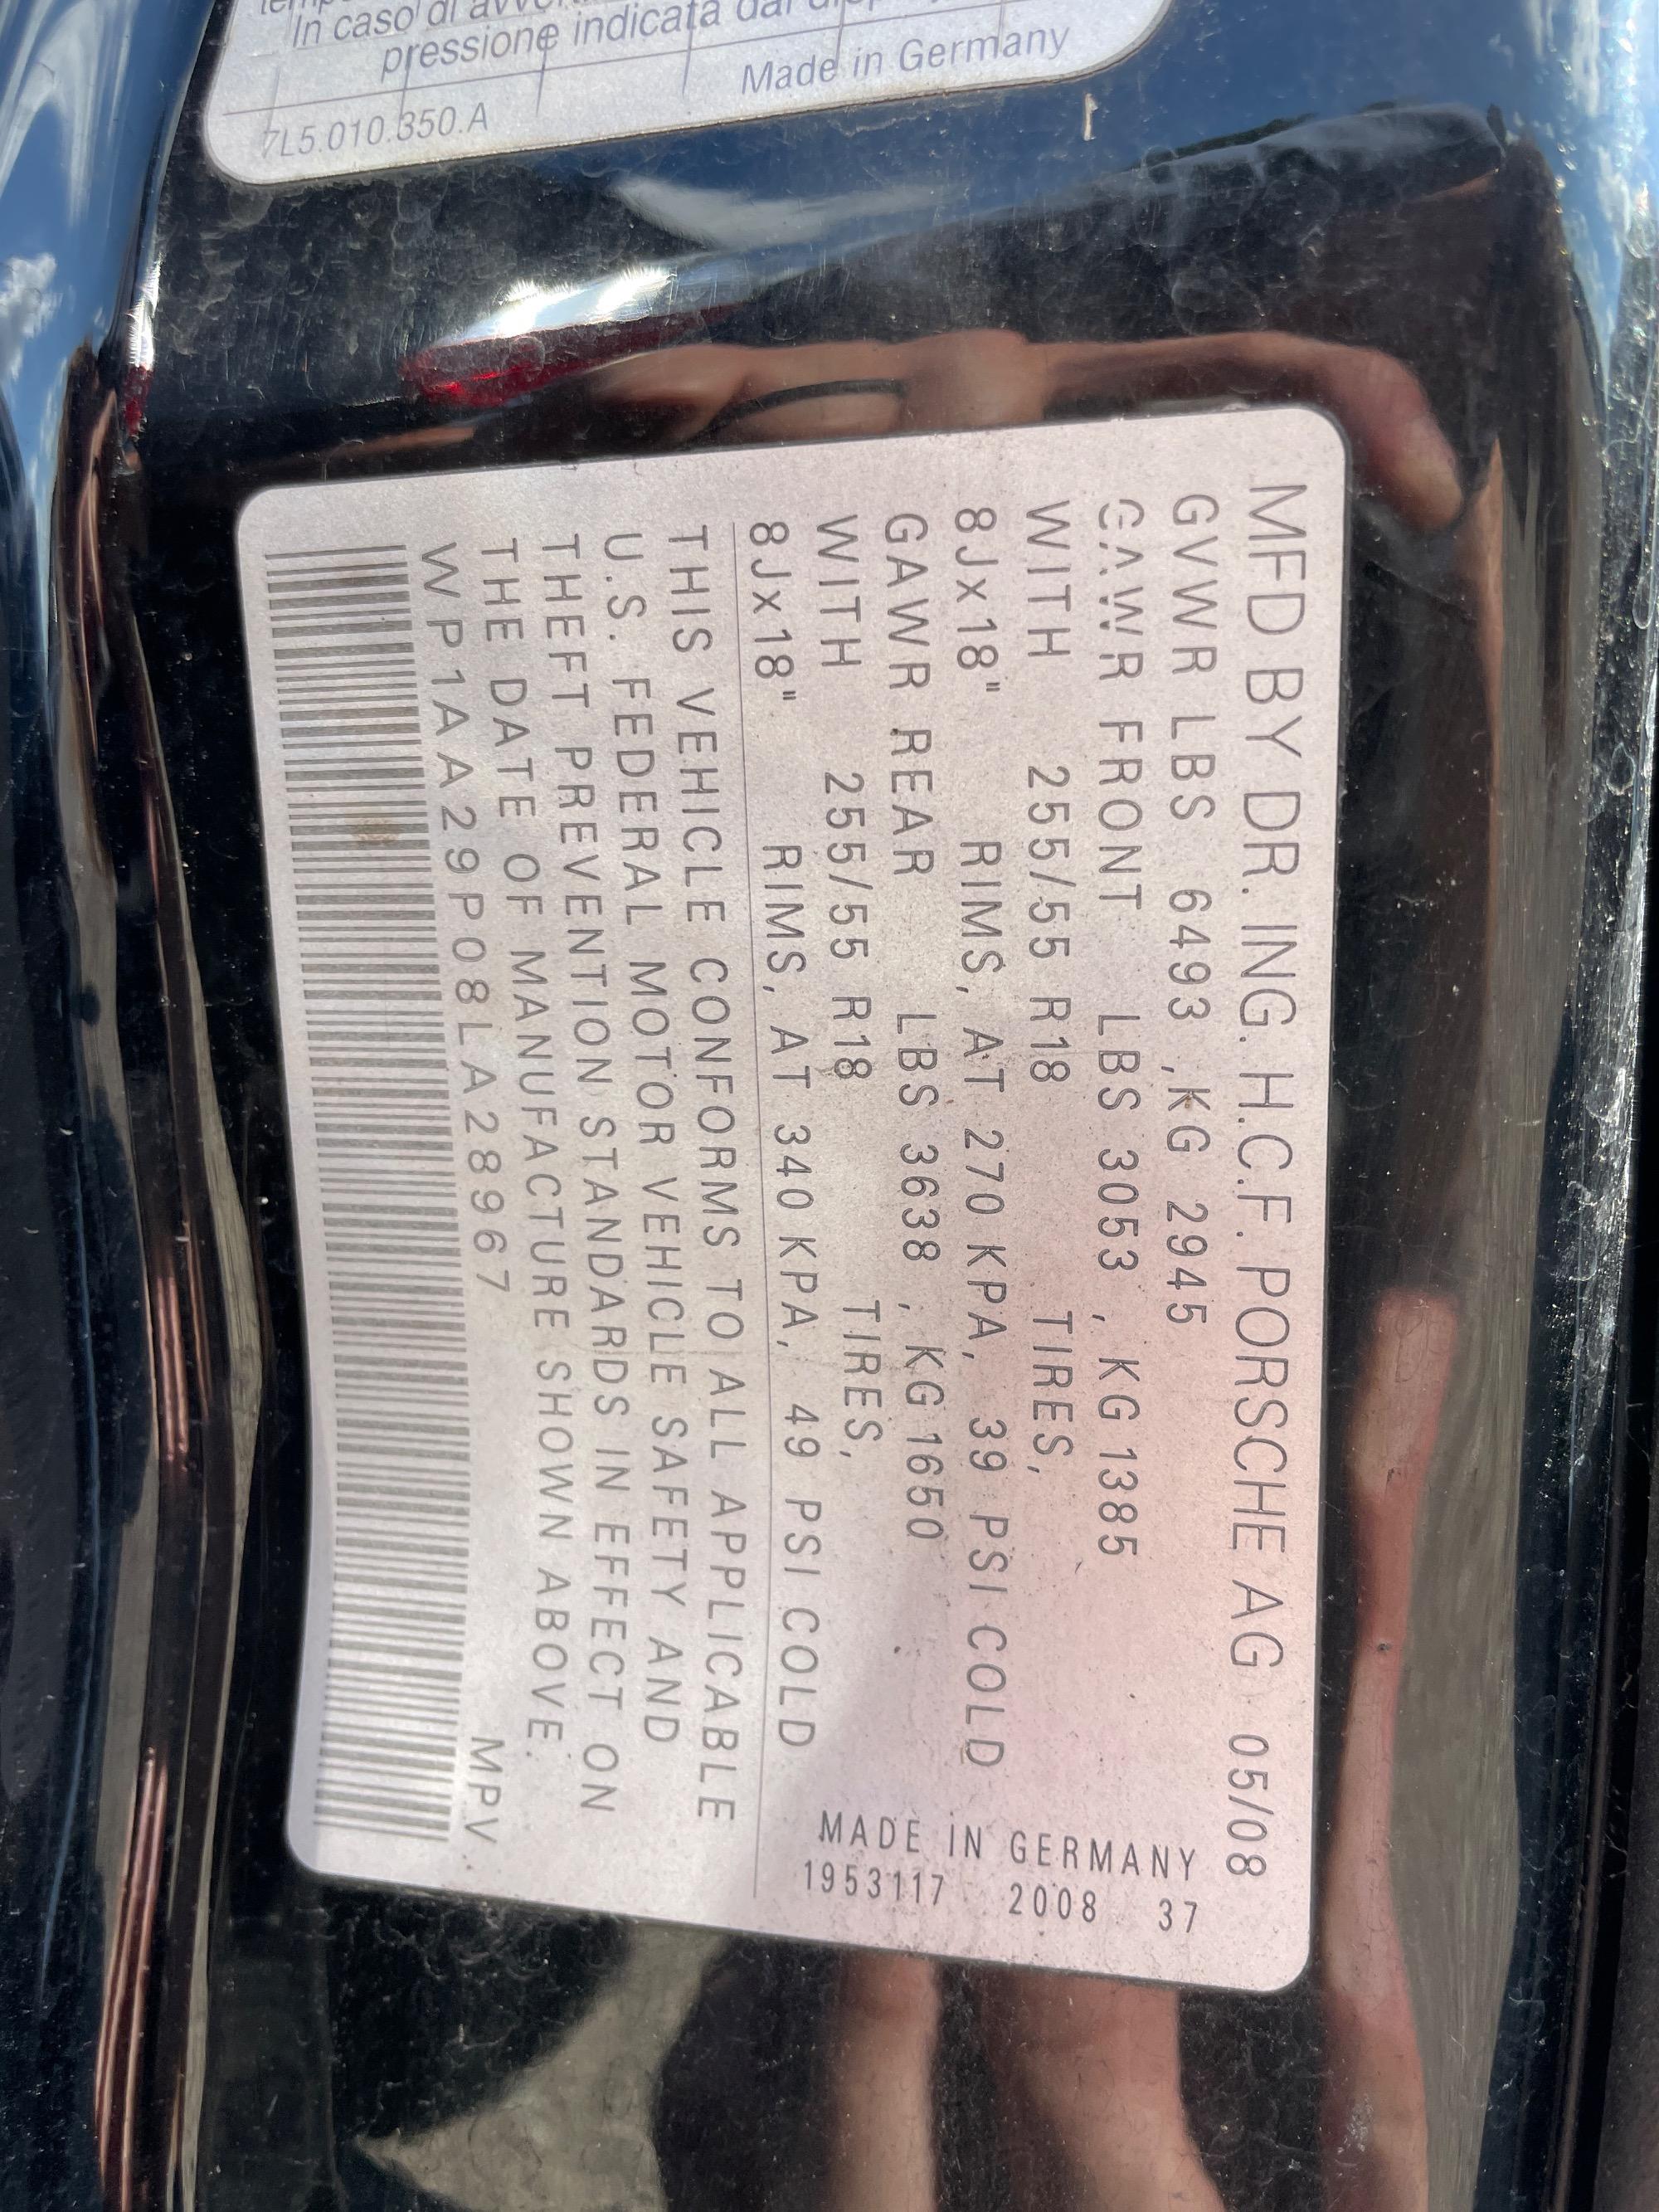 In caso di
pressione indicata dal
Made in Germany
7L5.010.350.A
MFD BY DR. ING. H.C.F. PORSCHE AG 05/08
GVWR LBS 6493 ,KG 2945
GAWR FRONT LBS 3053 , KG 1385
WITH 255/55 R18 TIRES,
8Jx18" RIMS, AT 270 KPA, 39 PSI COLD
GAWR REAR LBS 3638 , KG 1650
WITH 255/55 R18 TIRES,
8Jx18" RIMS, AT 340 KPA, 49 PSI COLD
MADE IN GERMANY
1953117 2008 37
THIS VEHICLE CONFORMS TO ALL APPLICABLE
U.S. FEDERAL MOTOR VEHICLE SAFETY AND
THEFT PREVENTION STANDARDS IN EFFECT ON
THE DATE OF MANUFACTURE SHOWN ABOVE.
WP1AA29P08LA28967 MPV